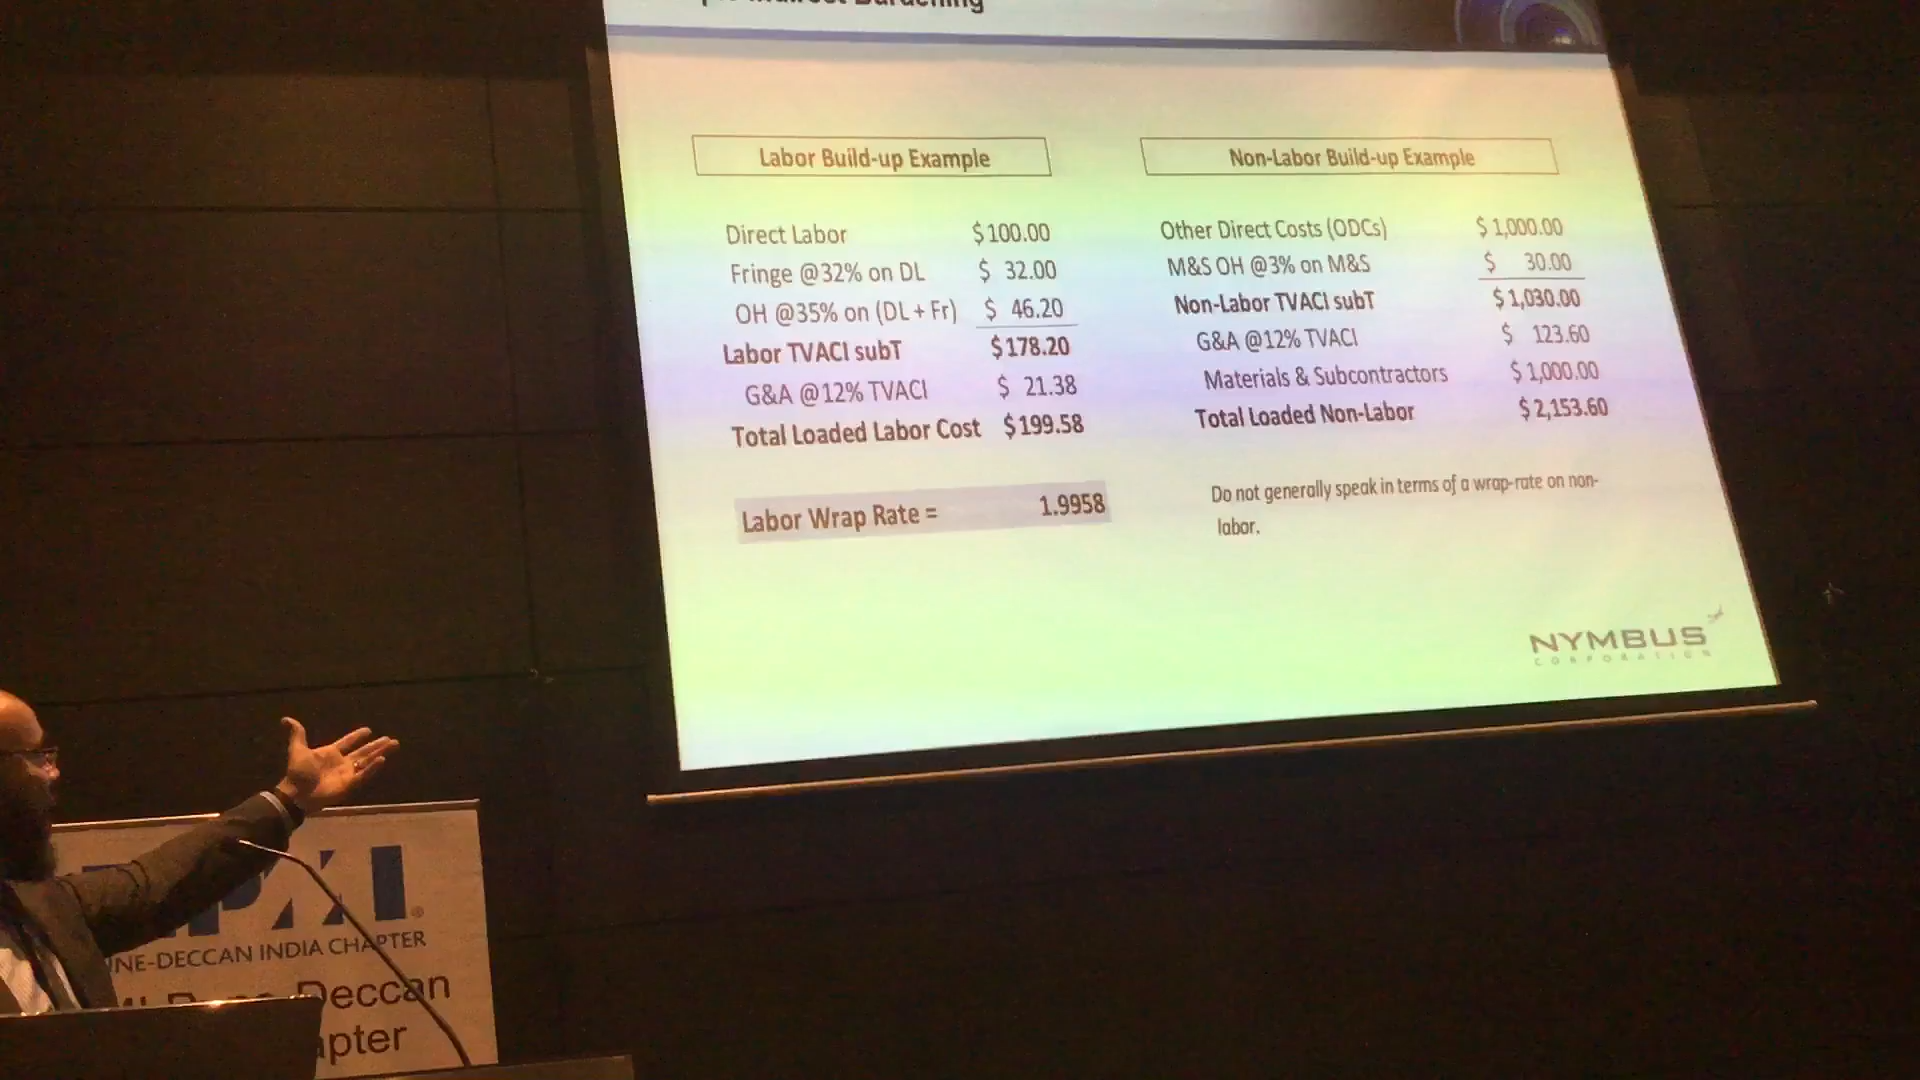 Indirect Burdening
Labor Build-up Example
Direct Labor $ 100.00
Fringe @32% on DL $ 32.00
OH @35% on (DL + Fr) $ 46.20
Labor TVACI subT $178.20
G&A @12% TVACI $ 21.38
Total Loaded Labor Cost $199.58
Labor Wrap Rate = 1.9958
Non-Labor Build-up Example
Other Direct Costs (ODCs) $ 1,000.00
M&S OH @3% on M&S $ 30.00
Non-Labor TVACI subT $ 1,030.00
G&A @12% TVACI $ 123.60
Materials & Subcontractors $ 1,000.00
Total Loaded Non-Labor $ 2,153.60
Do not generally speak in terms of a wrap-rate on non-
labor.
NYMBUS
CORPORATION
NE-DECCAN INDIA CHAPTER
Deccan
apter